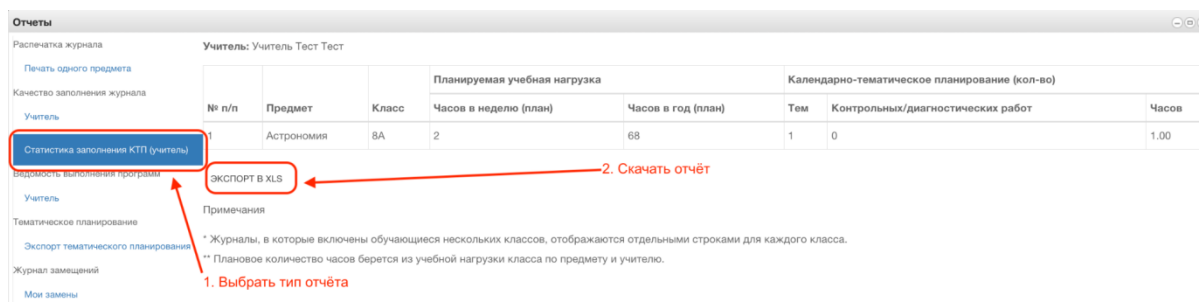 Отчеты
Распечатка журнала
Печать одного предмета
Качество заполнения журнала
Учитель
Статистика заполнения КТП (учитель)
Ведомость выполнения программ
Учитель
Тематическое планирование
Экспорт тематического планирования
Журнал замещений
Мои замены
Учитель: Учитель Тест Тест
Планируемая учебная нагрузка Календарно-тематическое планирование (кол-во)
№ п/п Предмет Класс Часов в неделю (план) Часов в год (план) Тем Контрольных/диагностических работ Часов
1 Астрономия 8А 2 68 1 0 1.00
ЭКСПОРТ В XLS
2. Скачать отчёт
Примечания
* Журналы, в которые включены обучающиеся нескольких классов, отображаются отдельными строками для каждого класса.
** Плановое количество часов берется из учебной нагрузки класса по предмету и учителю.
1. Выбрать тип отчёта